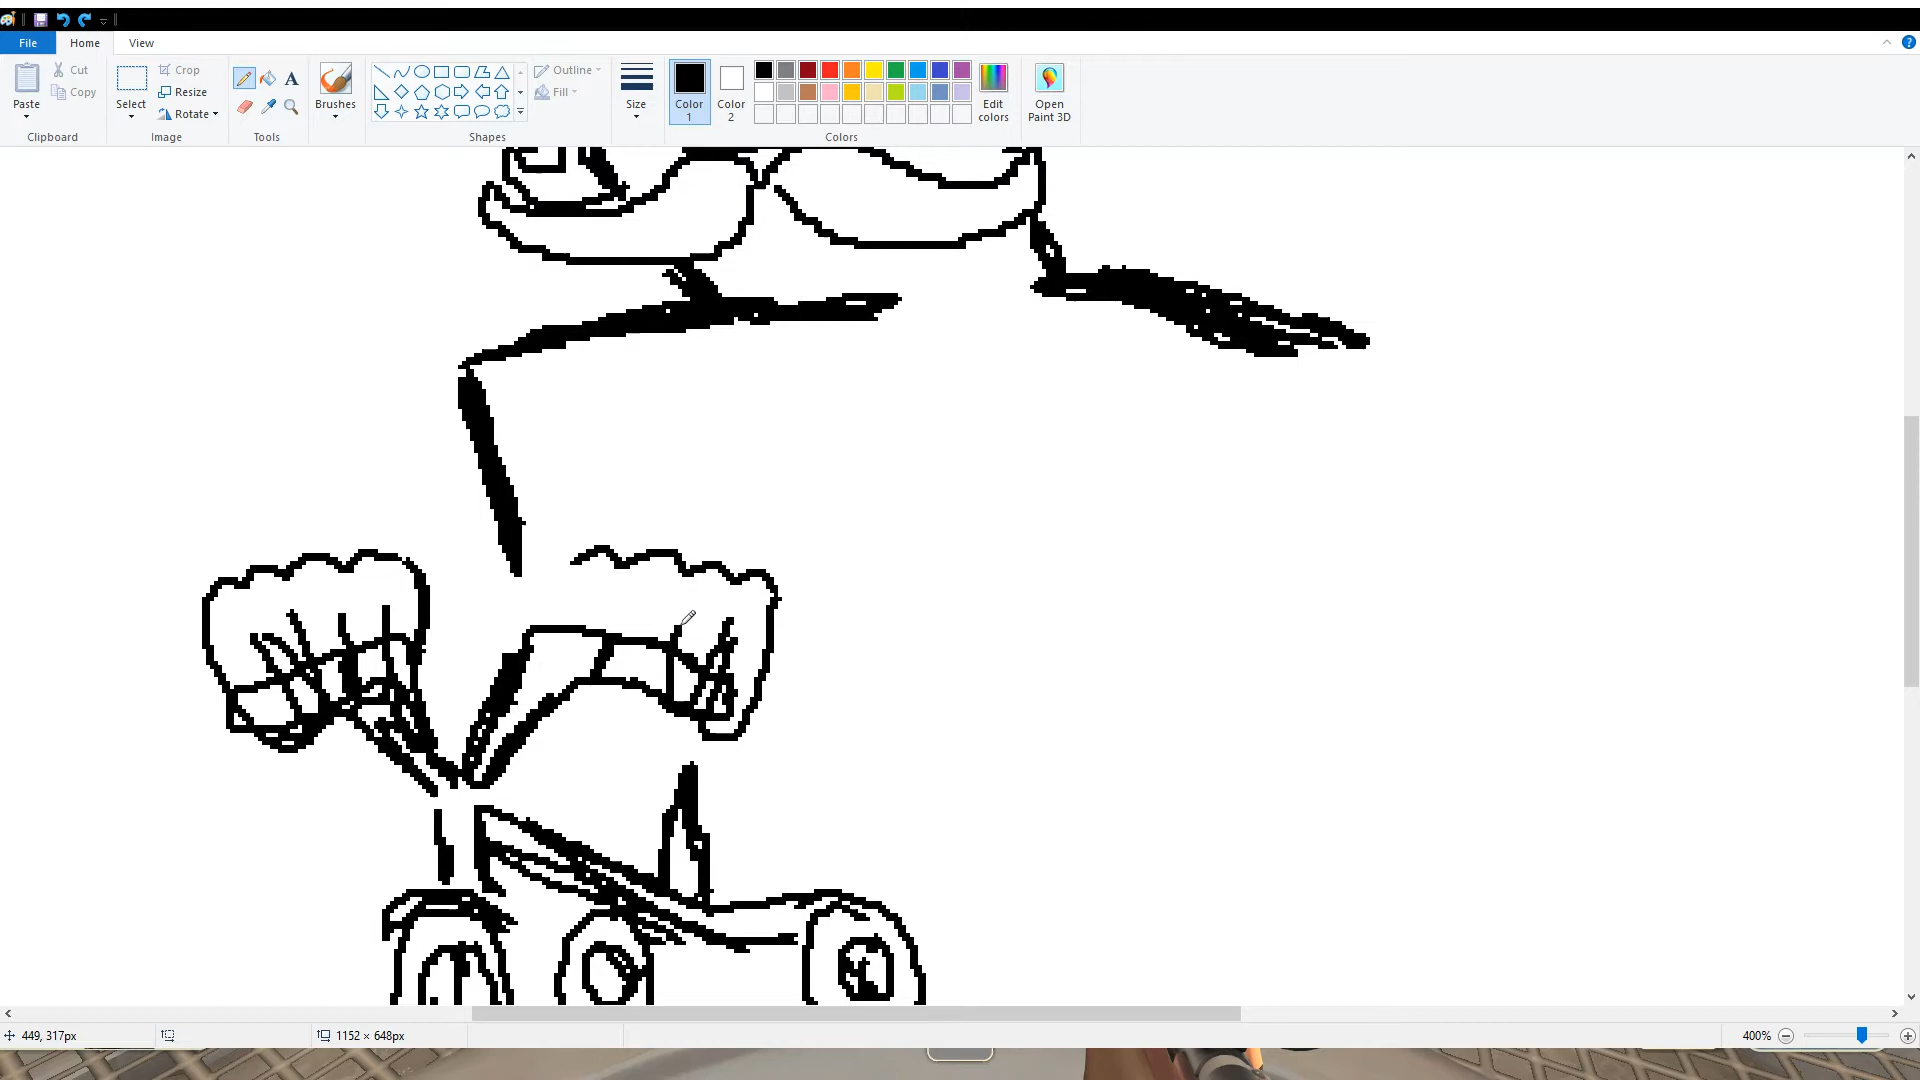 File Home View
Paste Cut Copy Select Crop Resize Rotate A Brushes Outline Fill Size Color 1 Color 2 Edit colors Open Paint 3D
Clipboard Image Tools Shapes Colors
449, 317px 1152 × 648px 400%